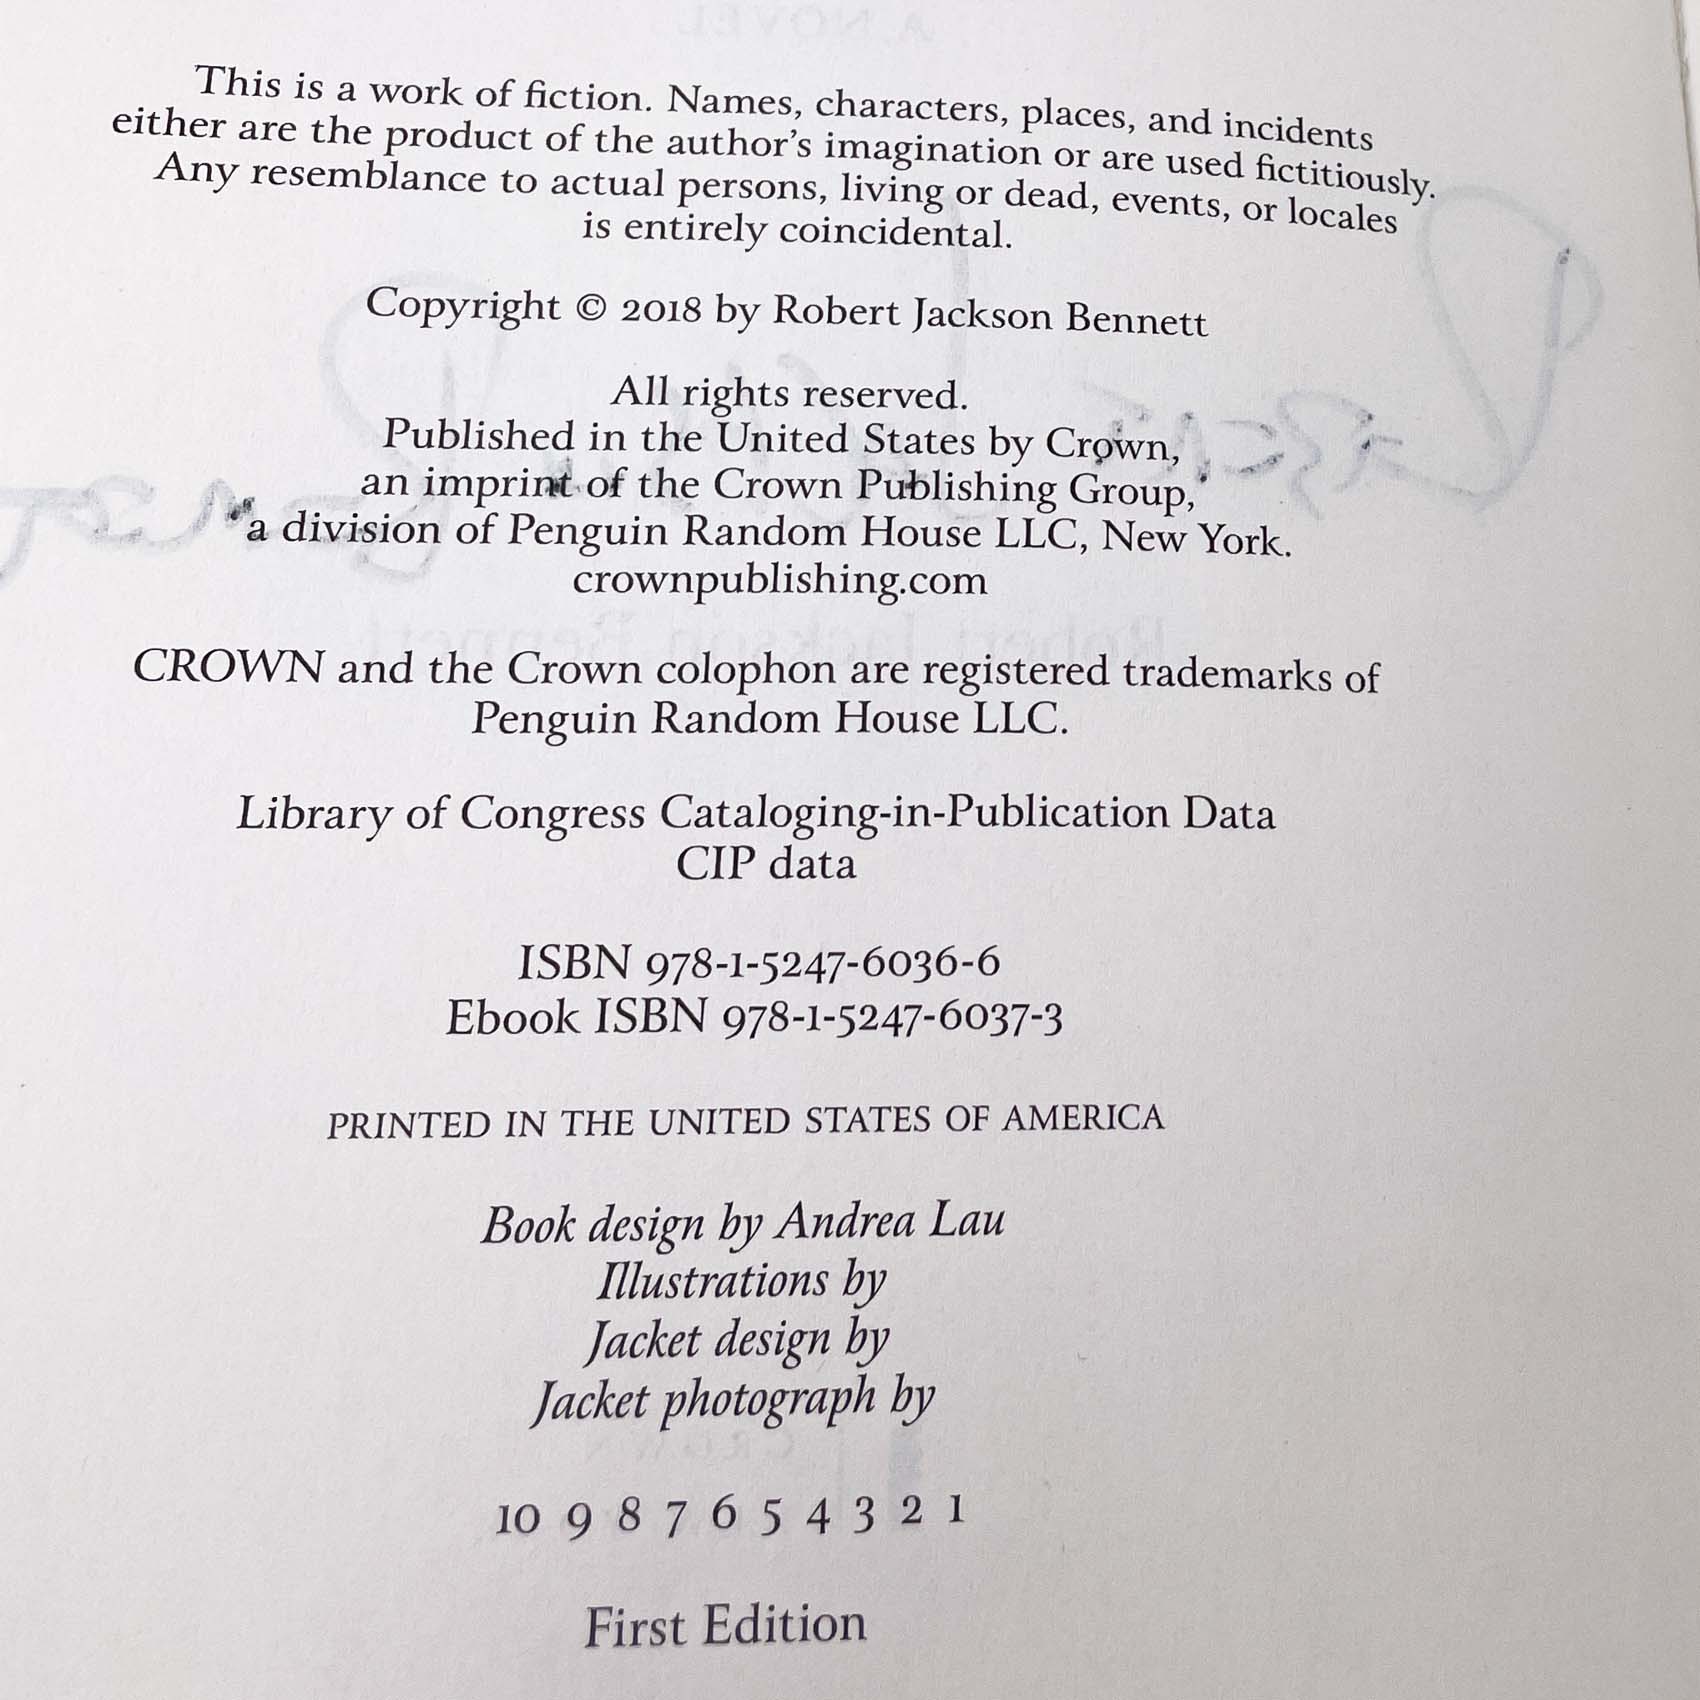 This is a work of fiction. Names, characters, places, and incidents
either are the product of the author's imagination or are used fictitiously.
Any resemblance to actual persons, living or dead, events, or locales
is entirely coincidental.
Copyright © 2018 by Robert Jackson Bennett
All rights reserved.
Published in the United States by Crown,
an imprint of the Crown Publishing Group,
a division of Penguin Random House LLC, New York.
crownpublishing.com
CROWN and the Crown colophon are registered trademarks of
Penguin Random House LLC.
Library of Congress Cataloging-in-Publication Data
CIP data
ISBN 978-1-5247-6036-6
Ebook ISBN 978-1-5247-6037-3
PRINTED IN THE UNITED STATES OF AMERICA
Book design by Andrea Lau
Illustrations by
Jacket design by
Jacket photograph by
10 9 8 7 6 5 4 3 2 1
First Edition